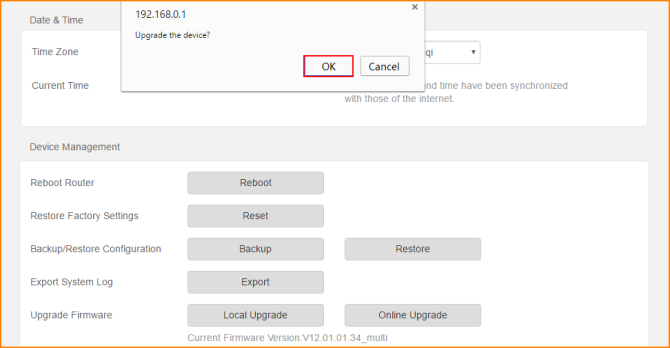 Date & Time
192.168.0.1
×
Upgrade the device?
OK
Cancel
Time Zone
qi
Current Time
nd time have been synchronized
with those of the internet.
Device Management
Reboot Router
Reboot
Restore Factory Settings
Reset
Backup/Restore Configuration
Backup
Restore
Export System Log
Export
Upgrade Firmware
Local Upgrade
Online Upgrade
Current Firmware Version:V12.01.01.34_multi